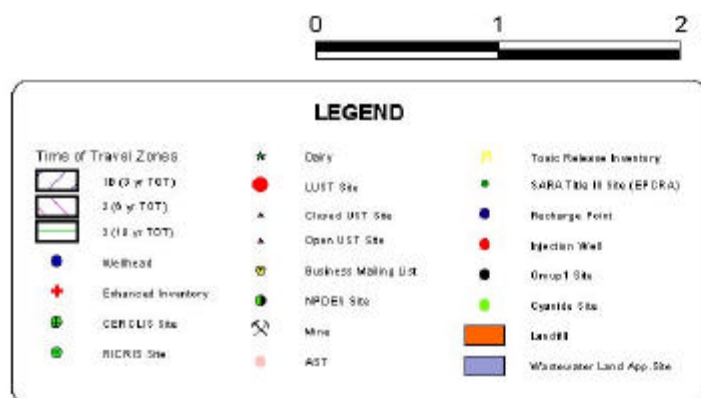 0 1 2
LEGEND
Time of Travel Zones
1B (3 yr TOT)
2 (6 yr TOT)
3 (10 yr TOT)
Wellhead
Enhanced Inventory
CERCLIS Site
RICRIS Site
Dairy
LUST Site
Closed UST Site
Open UST Site
Business Mailing List
NPDES Site
Mine
AST
Toxic Release Inventory
SARA Title III Site (EPCRA)
Recharge Point
Injection Well
Group1 Site
Cyanide Site
Landfill
Wastewater Land App. Site